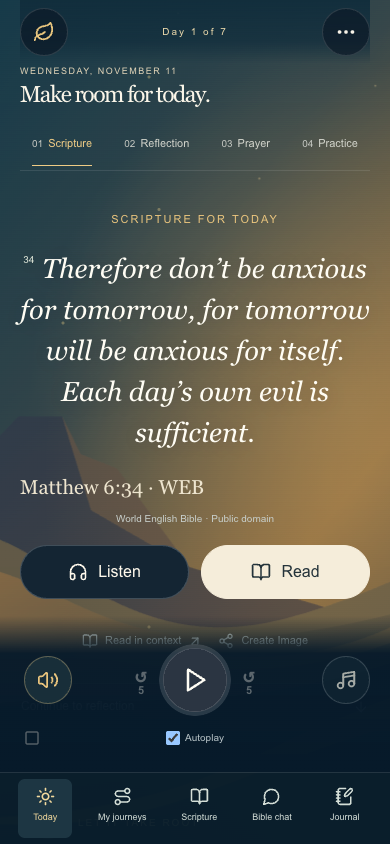 Day 1 of 7
WEDNESDAY, NOVEMBER 11
Make room for today.
01 Scripture 02 Reflection 03 Prayer 04 Practice
SCRIPTURE FOR TODAY
34 Therefore don’t be anxious
for tomorrow, for tomorrow
will be anxious for itself.
Each day’s own evil is
sufficient.
Matthew 6:34 · WEB
World English Bible · Public domain
Listen Read
Read in context Create Image
5 5
Autoplay
Today My journeys Scripture Bible chat Journal